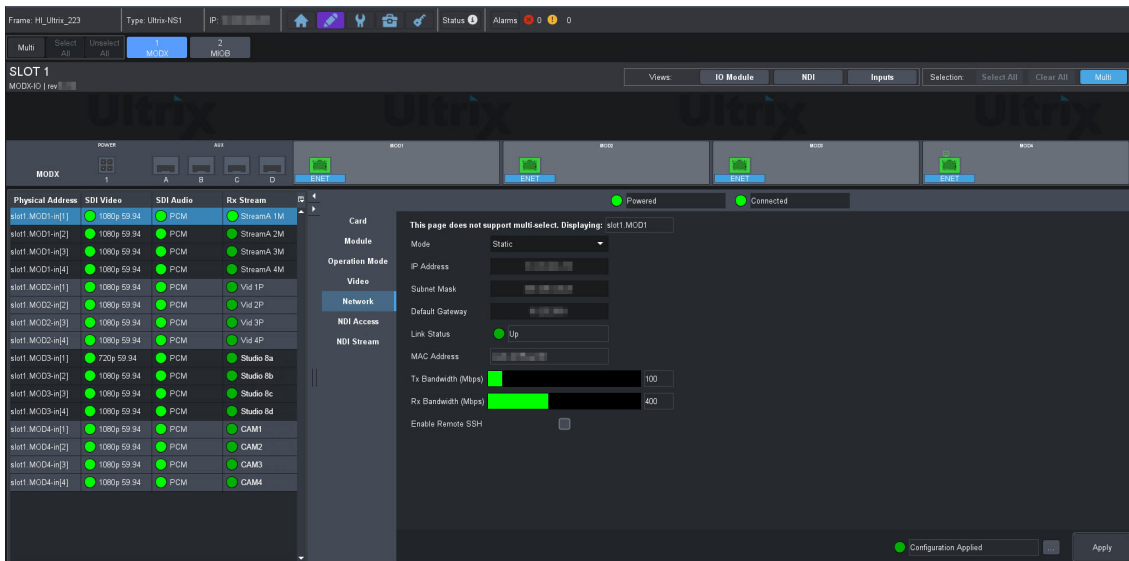 Frame: HI_Ultrix_223 Type: Ultrix-NS1 IP: Status Alarms 0 0
Multi Select All Unselect All 1 MODX 2 MIOB
SLOT 1
MODX-IO | rev
Views: IO Module NDI Inputs Selection: Select All Clear All Multi
Ultrix Ultrix Ultrix Ultrix
POWER AUX MOD1 MOD2 MOD3 MOD4
MODX 1 A B C D ENET ENET ENET ENET
Physical Address SDI Video SDI Audio Rx Stream
slot1.MOD1-in[1] 1080p 59.94 PCM StreamA 1M
slot1.MOD1-in[2] 1080p 59.94 PCM StreamA 2M
slot1.MOD1-in[3] 1080p 59.94 PCM StreamA 3M
slot1.MOD1-in[4] 1080p 59.94 PCM StreamA 4M
slot1.MOD2-in[1] 1080p 59.94 PCM Vid 1P
slot1.MOD2-in[2] 1080p 59.94 PCM Vid 2P
slot1.MOD2-in[3] 1080p 59.94 PCM Vid 3P
slot1.MOD2-in[4] 1080p 59.94 PCM Vid 4P
slot1.MOD3-in[1] 720p 59.94 PCM Studio 8a
slot1.MOD3-in[2] 1080p 59.94 PCM Studio 8b
slot1.MOD3-in[3] 1080p 59.94 PCM Studio 8c
slot1.MOD3-in[4] 1080p 59.94 PCM Studio 8d
slot1.MOD4-in[1] 1080p 59.94 PCM CAM1
slot1.MOD4-in[2] 1080p 59.94 PCM CAM2
slot1.MOD4-in[3] 1080p 59.94 PCM CAM3
slot1.MOD4-in[4] 1080p 59.94 PCM CAM4
Card
Module
Operation Mode
Video
Network
NDI Access
NDI Stream
Powered Connected
This page does not support multi-select. Displaying: slot1.MOD1
Mode Static
IP Address
Subnet Mask
Default Gateway
Link Status Up
MAC Address
Tx Bandwidth (Mbps) 100
Rx Bandwidth (Mbps) 400
Enable Remote SSH
Configuration Applied ... Apply